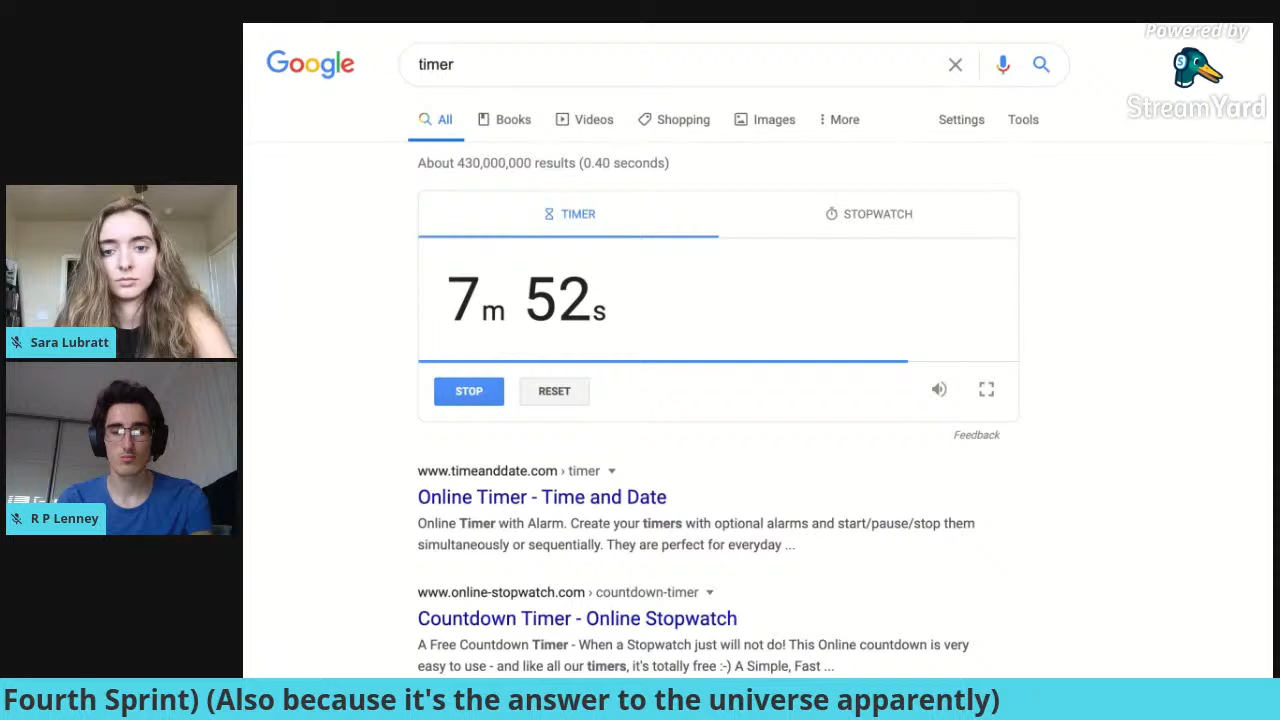 Powered by
StreamYard
Google
timer
All
Books
Videos
Shopping
Images
More
Settings
Tools
About 430,000,000 results (0.40 seconds)
TIMER
STOPWATCH
7m 52s
STOP
RESET
Feedback
www.timeanddate.com › timer
Online Timer - Time and Date
Online Timer with Alarm. Create your timers with optional alarms and start/pause/stop them
simultaneously or sequentially. They are perfect for everyday ...
www.online-stopwatch.com › countdown-timer
Countdown Timer - Online Stopwatch
A Free Countdown Timer - When a Stopwatch just will not do! This Online countdown is very
easy to use - and like all our timers, it's totally free :-) A Simple, Fast ...
Sara Lubratt
R P Lenney
Fourth Sprint) (Also because it's the answer to the universe apparently)